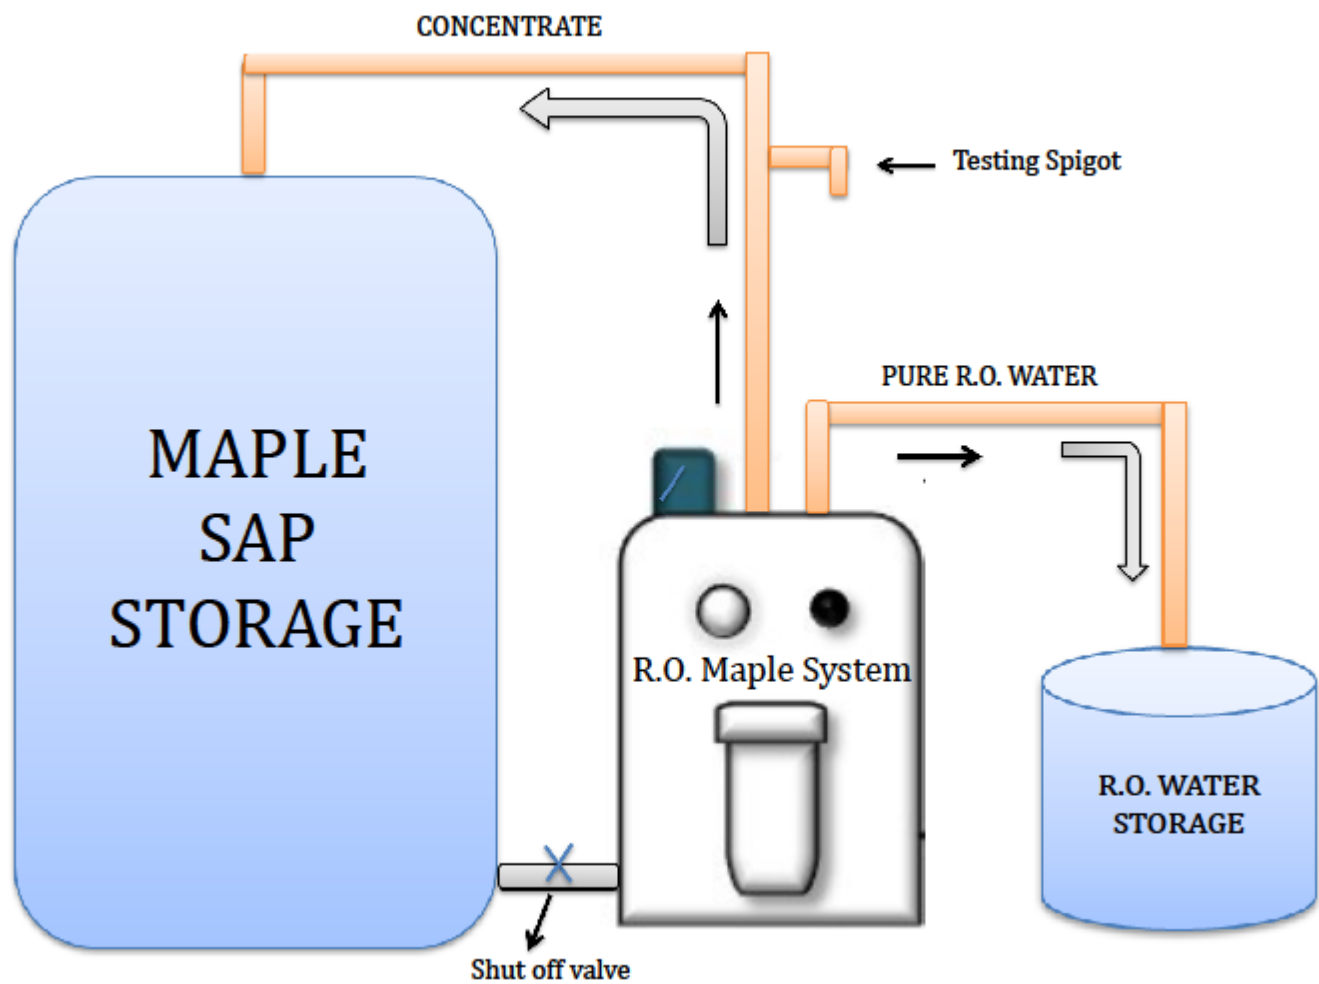 CONCENTRATE
Testing Spigot
PURE R.O. WATER
MAPLE
SAP
STORAGE
R.O. Maple System
R.O. WATER
STORAGE
Shut off valve